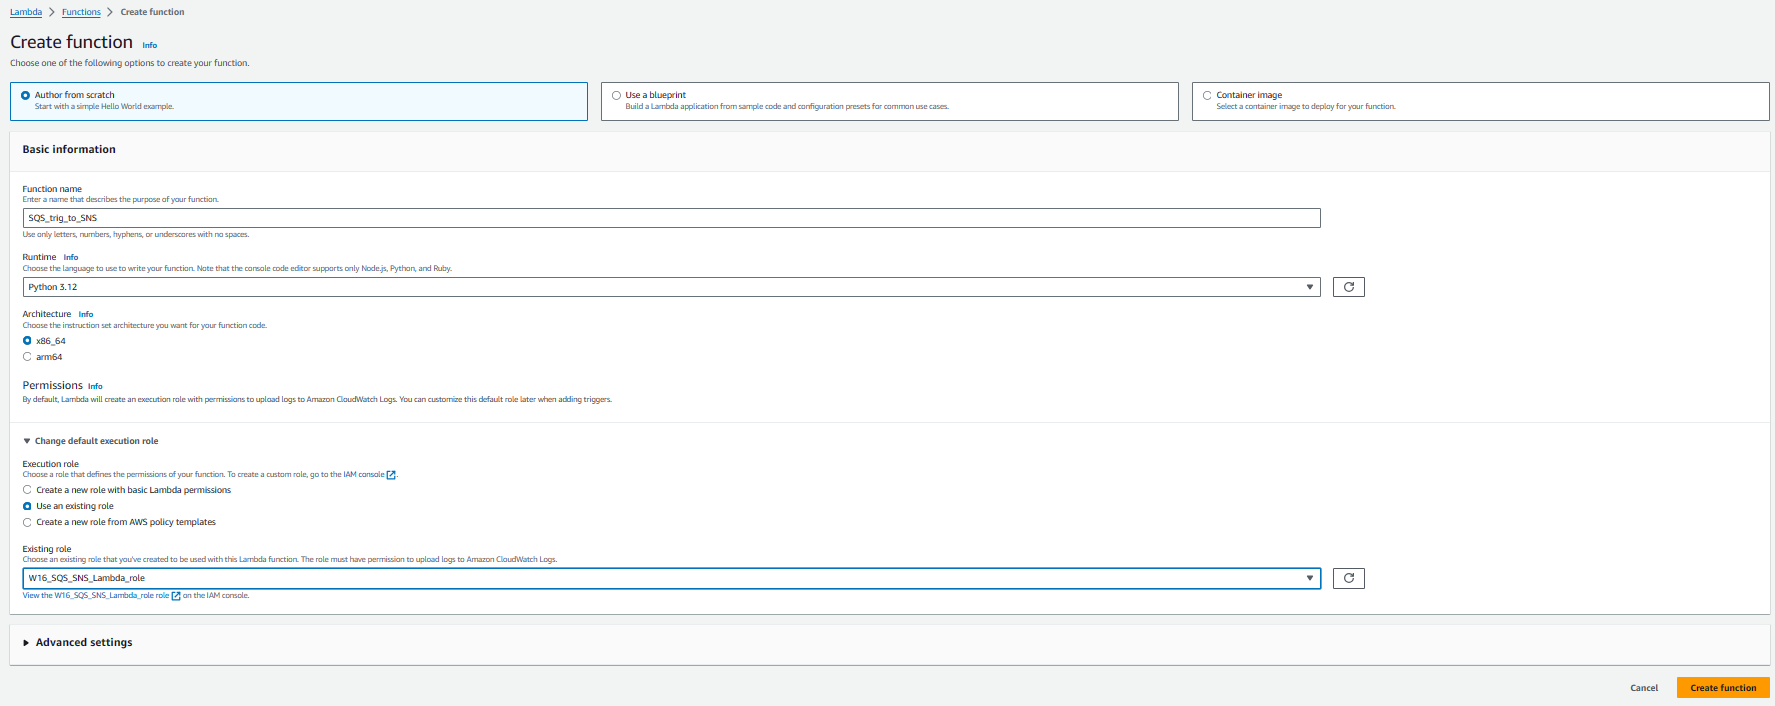 Lambda > Functions > Create function
Create function Info
Choose one of the following options to create your function.
Author from scratch
Start with a simple Hello World example.
Use a blueprint
Build a Lambda application from sample code and configuration presets for common use cases.
Container image
Select a container image to deploy for your function.
Basic information
Function name
Enter a name that describes the purpose of your function.
SQS_trig_to_SNS
Use only letters, numbers, hyphens, or underscores with no spaces.
Runtime Info
Choose the language to use to write your function. Note that the console code editor supports only Node.js, Python, and Ruby.
Python 3.12
Architecture Info
Choose the instruction set architecture you want for your function code.
x86_64
arm64
Permissions Info
By default, Lambda will create an execution role with permissions to upload logs to Amazon CloudWatch Logs. You can customize this default role later when adding triggers.
Change default execution role
Execution role
Choose a role that defines the permissions of your function. To create a custom role, go to the IAM console.
Create a new role with basic Lambda permissions
Use an existing role
Create a new role from AWS policy templates
Existing role
Choose an existing role that you've created to be used with this Lambda function. The role must have permission to upload logs to Amazon CloudWatch Logs.
W16_SQS_SNS_Lambda_role
View the W16_SQS_SNS_Lambda_role role on the IAM console.
Advanced settings
Cancel Create function